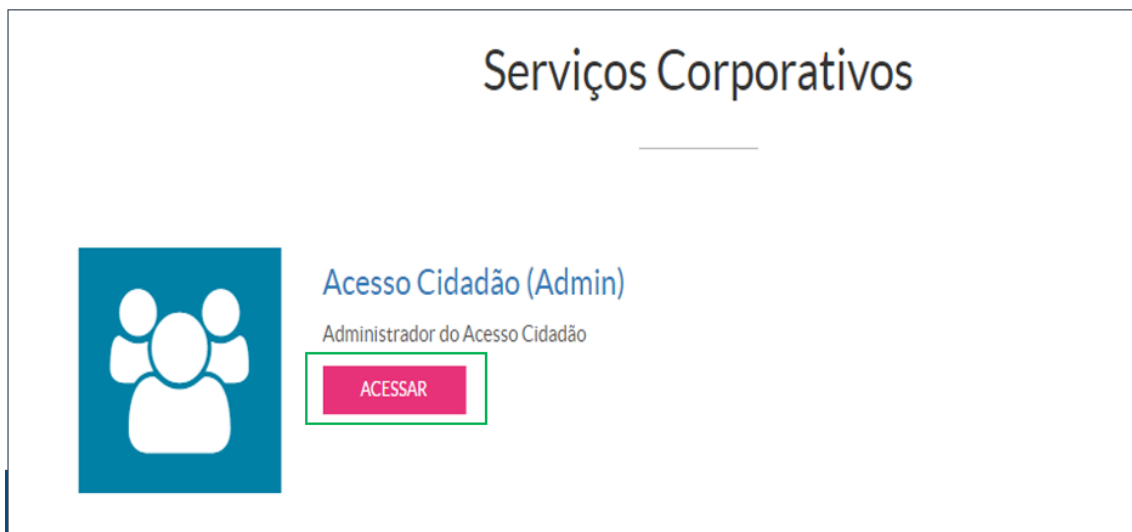 Serviços Corporativos
Acesso Cidadão (Admin)
Administrador do Acesso Cidadão
ACESSAR